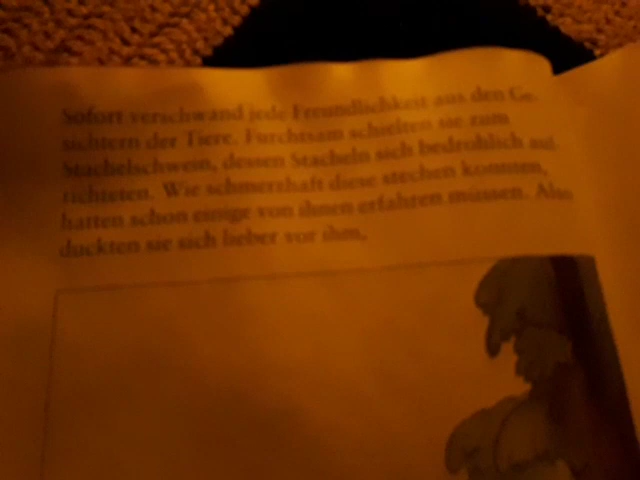 Sofort verschwand jede Freundlichkeit aus den Ge-
sichtern der Tiere. Furchtsam schielten sie zum
Stachelschwein, dessen Stacheln sich bedrohlich auf-
richteten. Wie schmerzhaft diese stechen konnten,
hatten schon einige von ihnen erfahren müssen. Also
duckten sie sich lieber vor ihm.